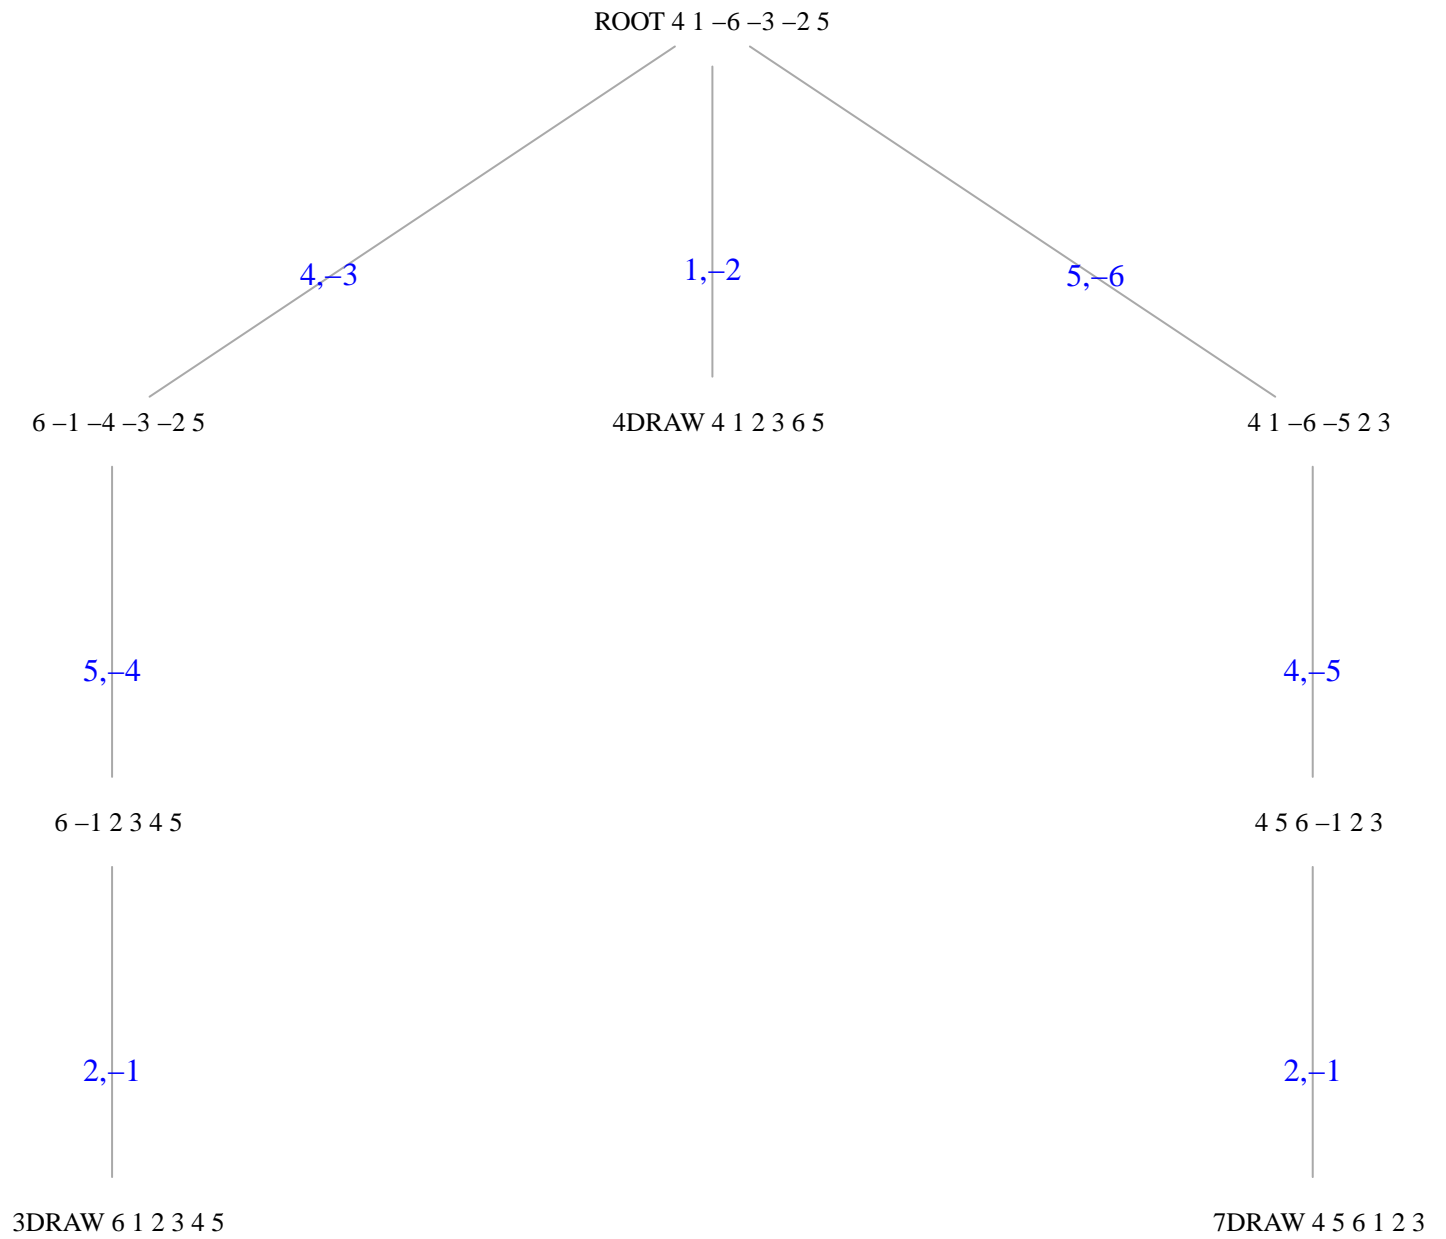 ROOT 4 1 –6 –3 –2 5
4,–3
1,–2
5,–6
6 –1 –4 –3 –2 5
4DRAW 4 1 2 3 6 5
4 1 –6 –5 2 3
5,–4
4,–5
6 –1 2 3 4 5
4 5 6 –1 2 3
2,–1
2,–1
3DRAW 6 1 2 3 4 5
7DRAW 4 5 6 1 2 3